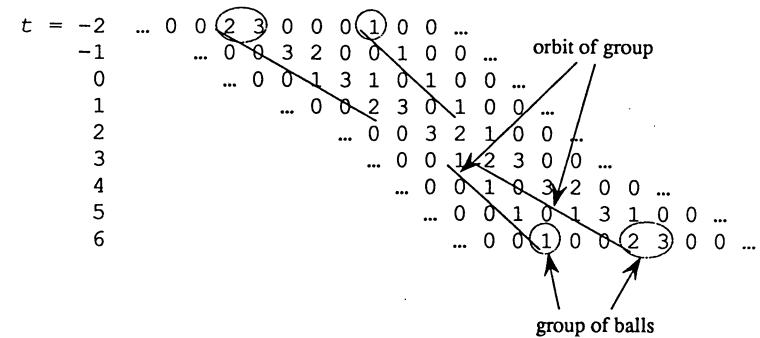 t = -2 … 0 0 2 3 0 0 0 1 0 0 …
-1 … 0 0 3 2 0 0 1 0 0 …
orbit of group
0 … 0 0 1 3 1 0 1 0 0 …
1 … 0 0 2 3 0 1 0 0 …
2 … 0 0 3 2 1 0 0 …
3 … 0 0 1 2 3 0 0 …
4 … 0 0 1 0 3 2 0 0 …
5 … 0 0 1 0 1 3 1 0 0 …
6 … 0 0 1 0 0 2 3 0 0 …
group of balls